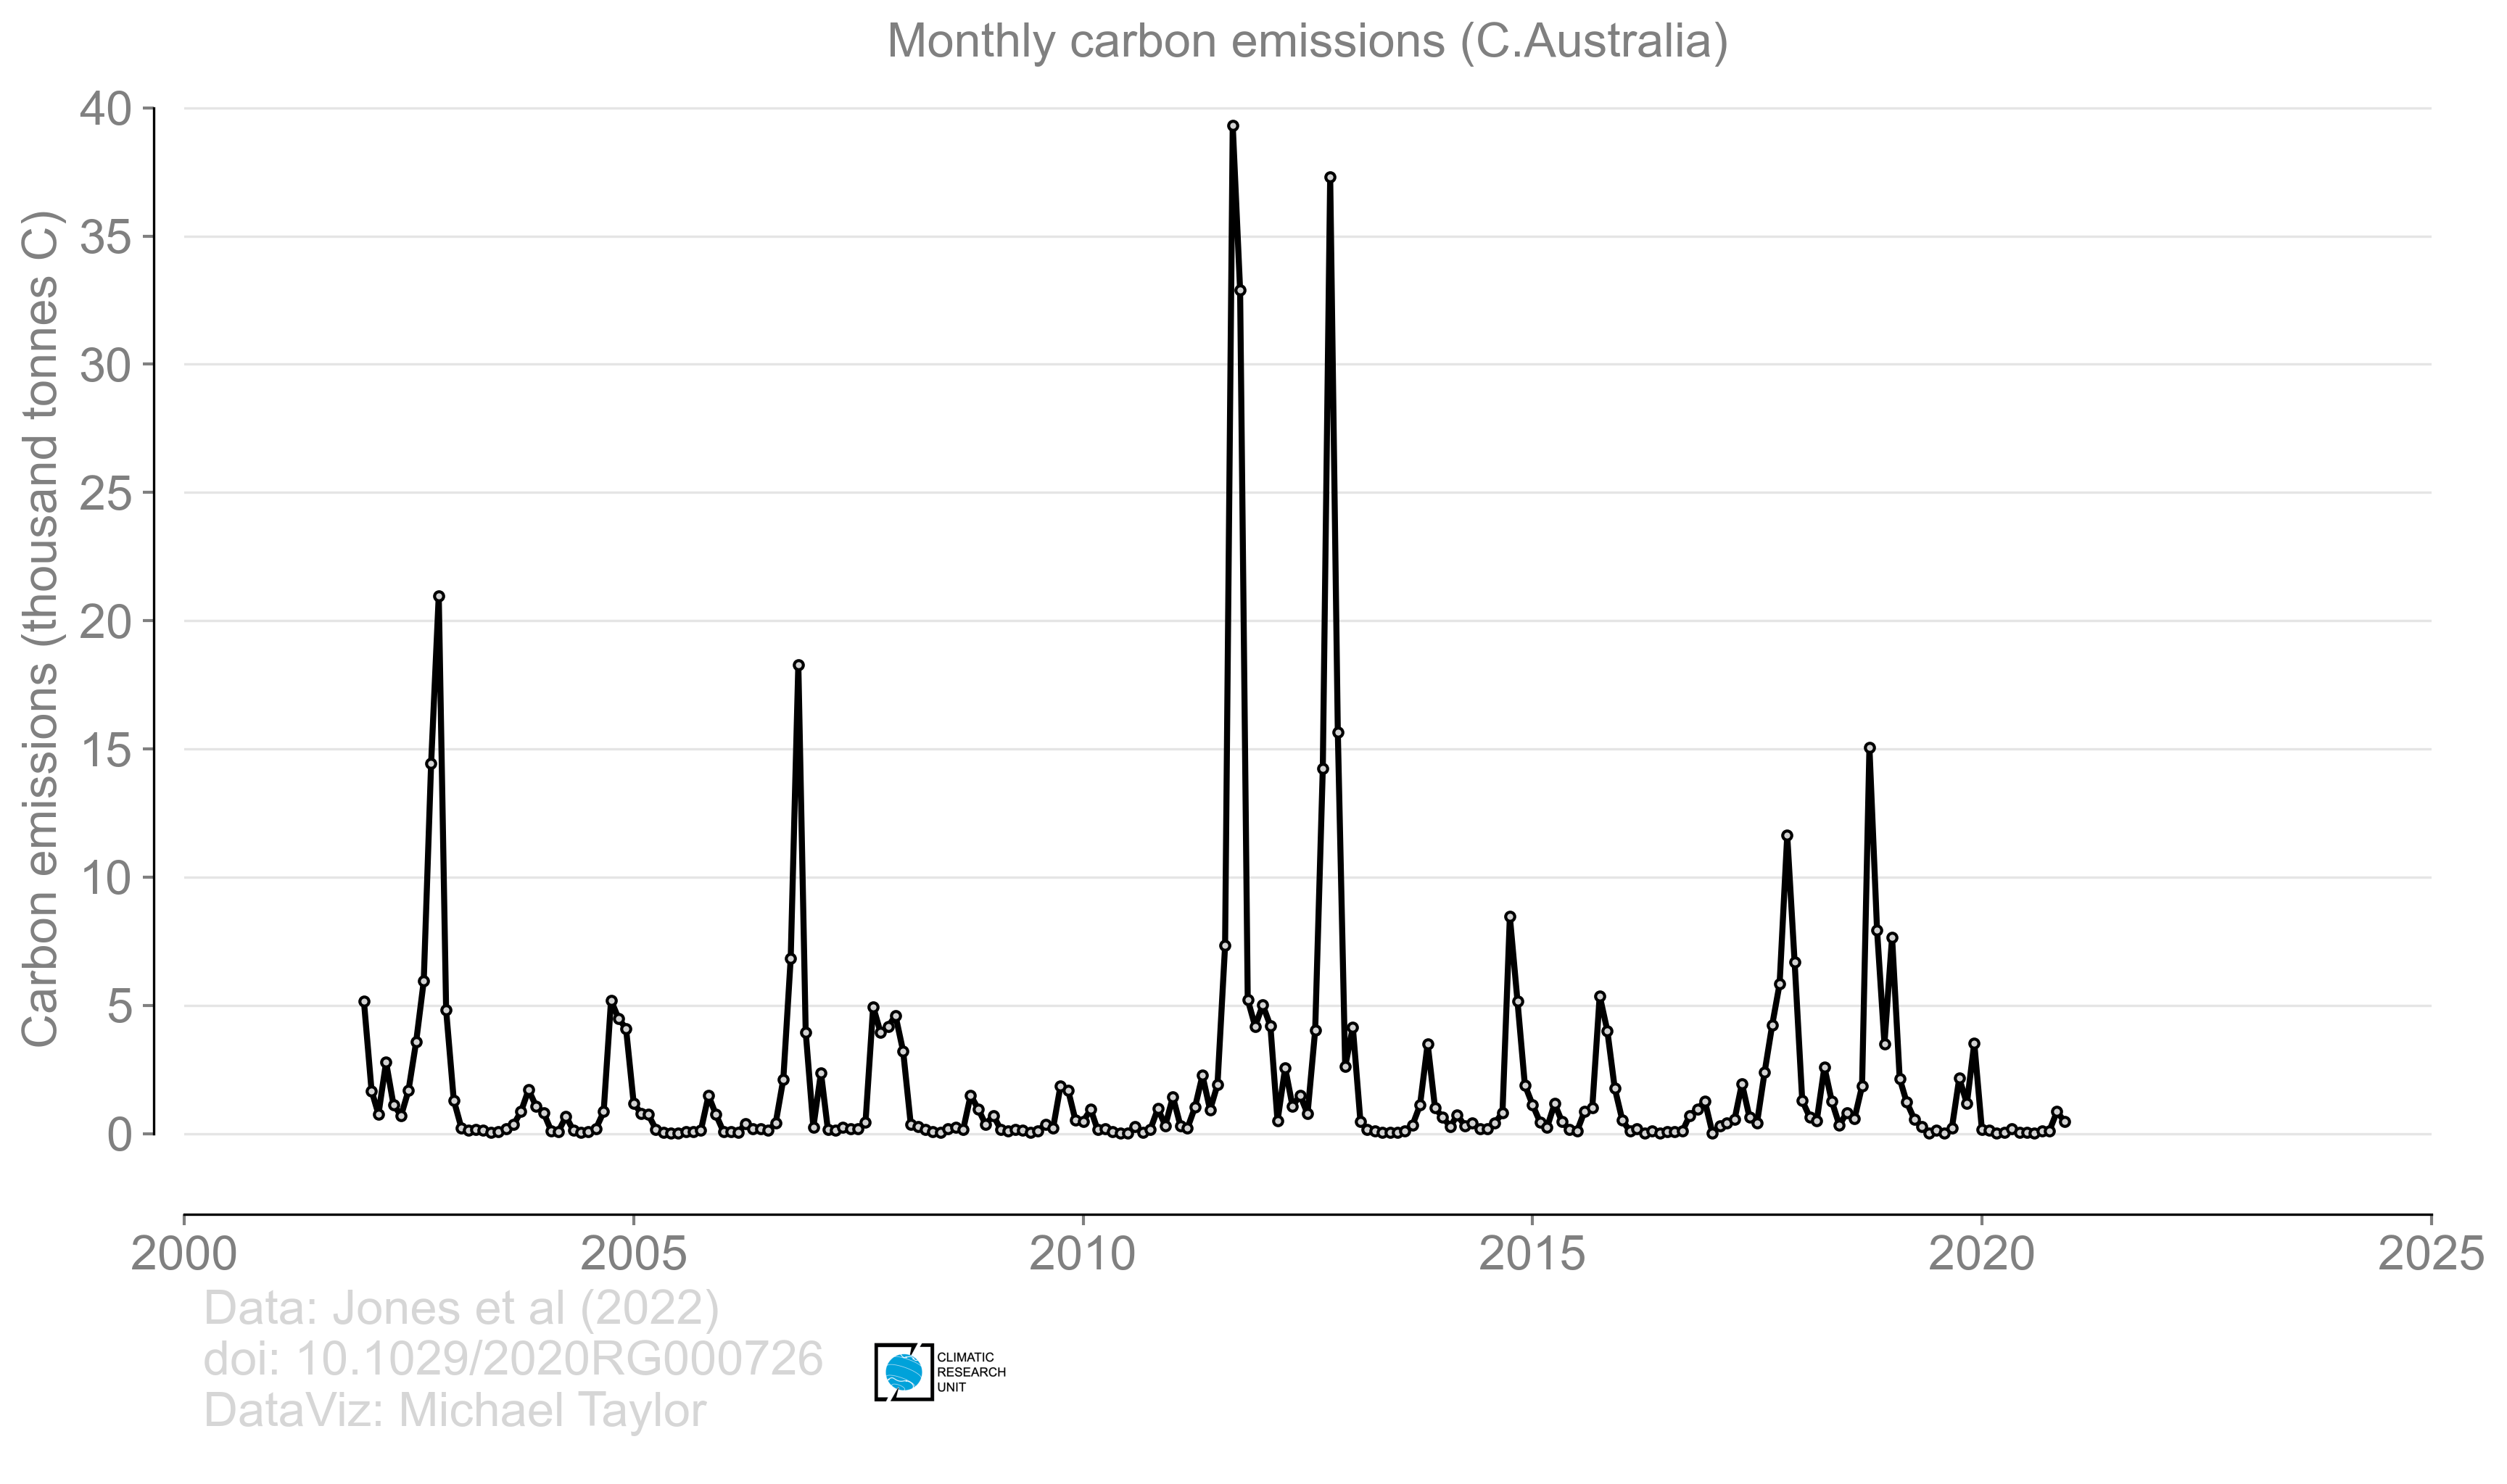 Monthly carbon emissions (C.Australia)
Carbon emissions (thousand tonnes C)
40
35
30
25
20
15
10
5
0
2000 2005 2010 2015 2020 2025
Data: Jones et al (2022)
doi: 10.1029/2020RG000726
DataViz: Michael Taylor
CLIMATIC
RESEARCH
UNIT